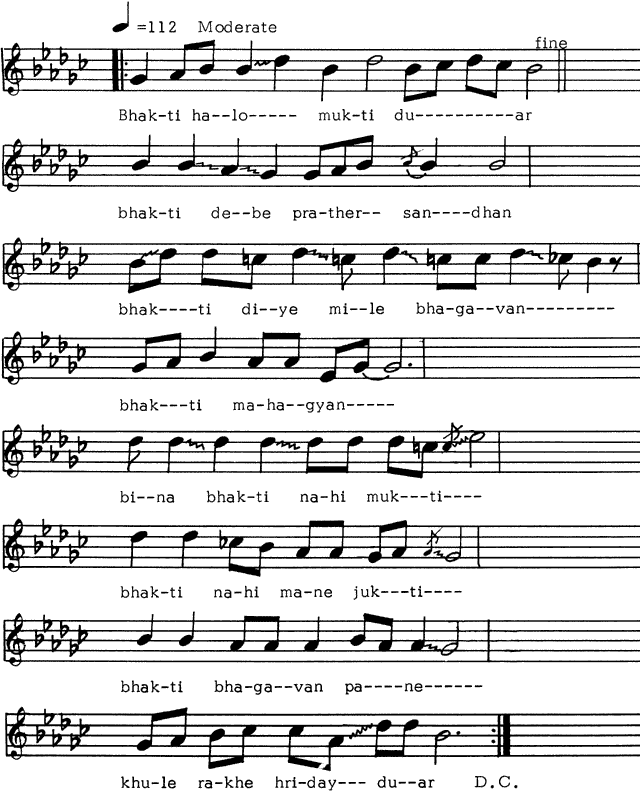 =112 Moderate
fine
Bhak-ti ha--lo----- muk-ti du----------ar
bhak-ti de--be pra-ther-- san----dhan
bhak----ti di--ye mi--le bha-ga-van---------
bhak---ti ma-ha--gyan-----
bi--na bhak-ti na-hi muk---ti----
bhak-ti na-hi ma-ne juk---ti----
bhak-ti bha-ga--van pa----ne------
khu-le ra-khe hri-day--- du--ar D.C.